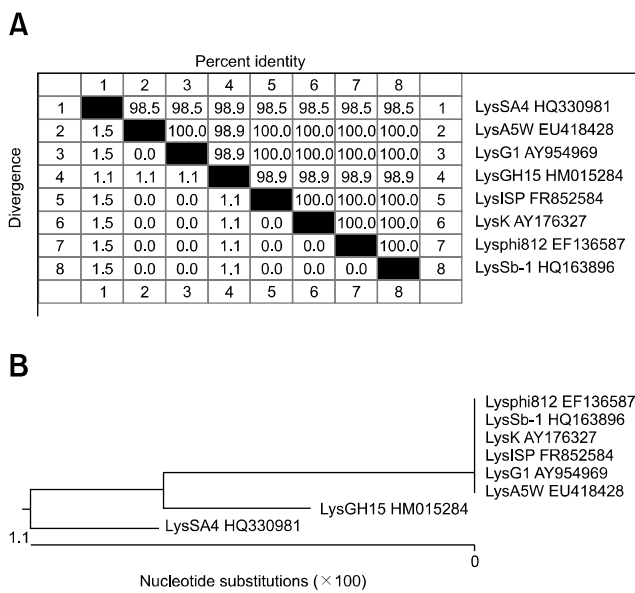 A
Percent identity
1 2 3 4 5 6 7 8
1 98.5 98.5 98.9 98.5 98.5 98.5 98.5 1 LysSA4 HQ330981
2 1.5 100.0 98.9 100.0 100.0 100.0 100.0 2 LysA5W EU418428
3 1.5 0.0 98.9 100.0 100.0 100.0 100.0 3 LysG1 AY954969
4 1.1 1.1 1.1 98.9 98.9 98.9 98.9 4 LysGH15 HM015284
5 1.5 0.0 0.0 1.1 100.0 100.0 100.0 5 LysISP FR852584
6 1.5 0.0 0.0 1.1 0.0 100.0 100.0 6 LysK AY176327
7 1.5 0.0 0.0 1.1 0.0 0.0 100.0 7 Lysphi812 EF136587
8 1.5 0.0 0.0 1.1 0.0 0.0 0.0 8 LysSb-1 HQ163896
1 2 3 4 5 6 7 8
Divergence
B
Lysphi812 EF136587
LysSb-1 HQ163896
LysK AY176327
LysISP FR852584
LysG1 AY954969
LysA5W EU418428
LysGH15 HM015284
LysSA4 HQ330981
1.1
0
Nucleotide substitutions (×100)